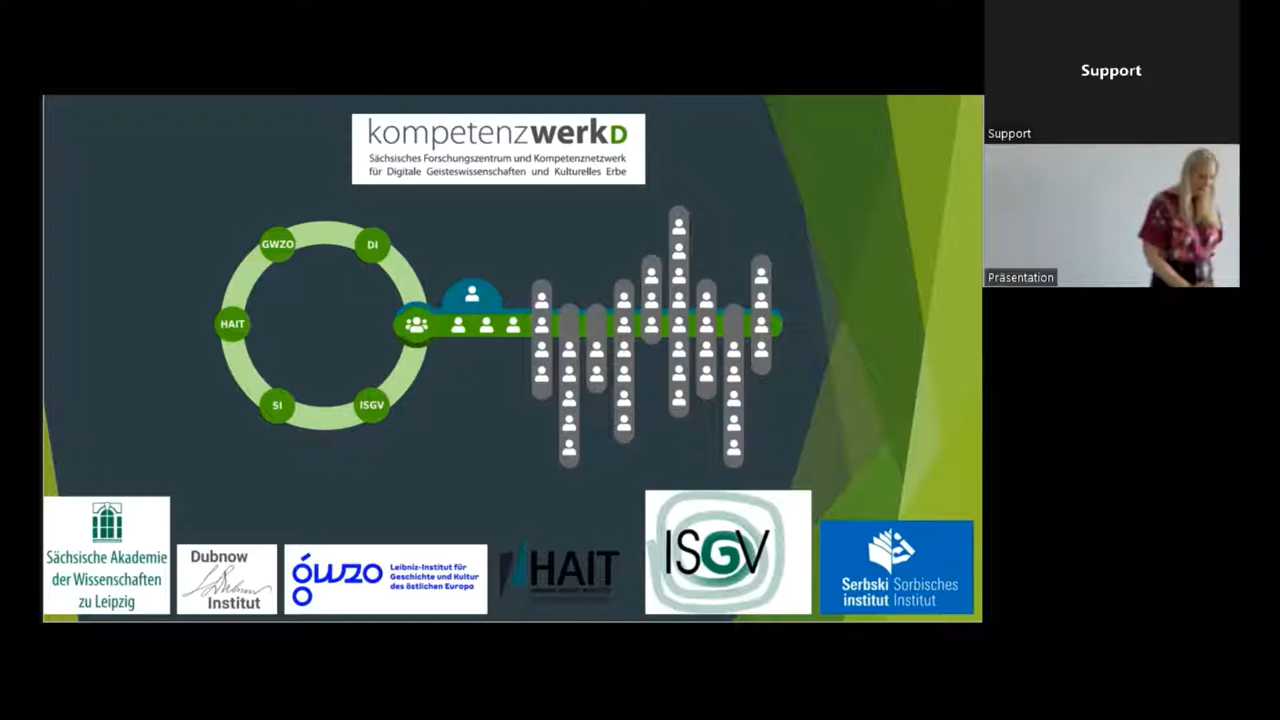 kompetenzwerkD
Sächsisches Forschungszentrum und Kompetenznetzwerk
für Digitale Geisteswissenschaften und Kulturelles Erbe
GWZO
DI
HAIT
SI
ISGV
Sächsische Akademie
der Wissenschaften
zu Leipzig
Dubnow
Institut
GWZO
Leibniz-Institut für
Geschichte und Kultur
des östlichen Europa
HAIT
ISGV
Serbski Sorbisches
institut Institut
Support
Support
Präsentation